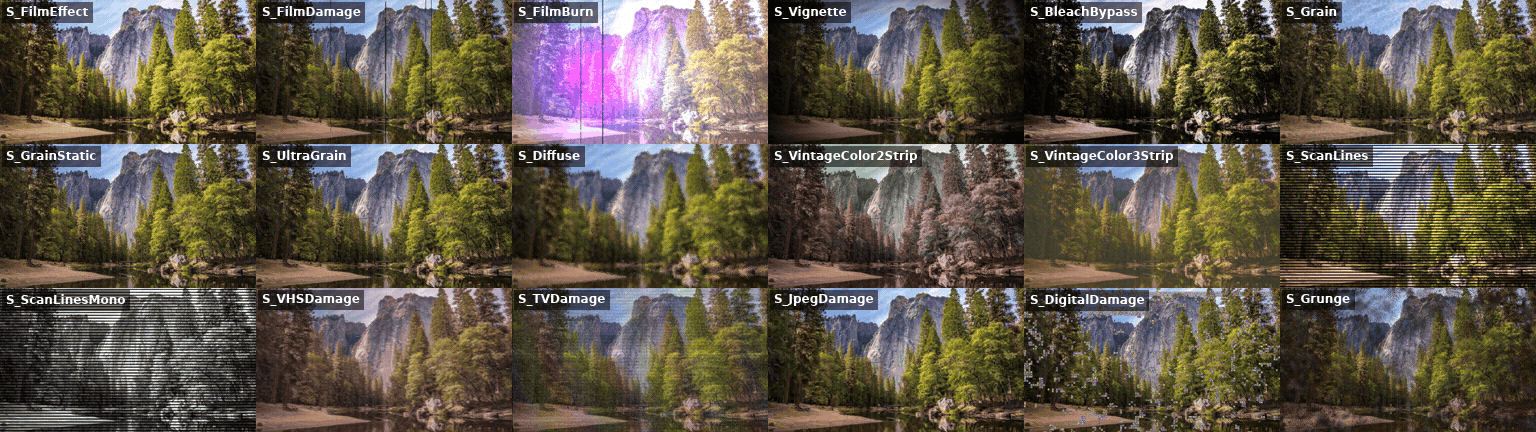 S_FilmEffect
S_FilmDamage
S_FilmBurn
S_Vignette
S_BleachBypass
S_Grain
S_GrainStatic
S_UltraGrain
S_Diffuse
S_VintageColor2Strip
S_VintageColor3Strip
S_ScanLines
S_ScanLinesMono
S_VHSDamage
S_TVDamage
S_JpegDamage
S_DigitalDamage
S_Grunge